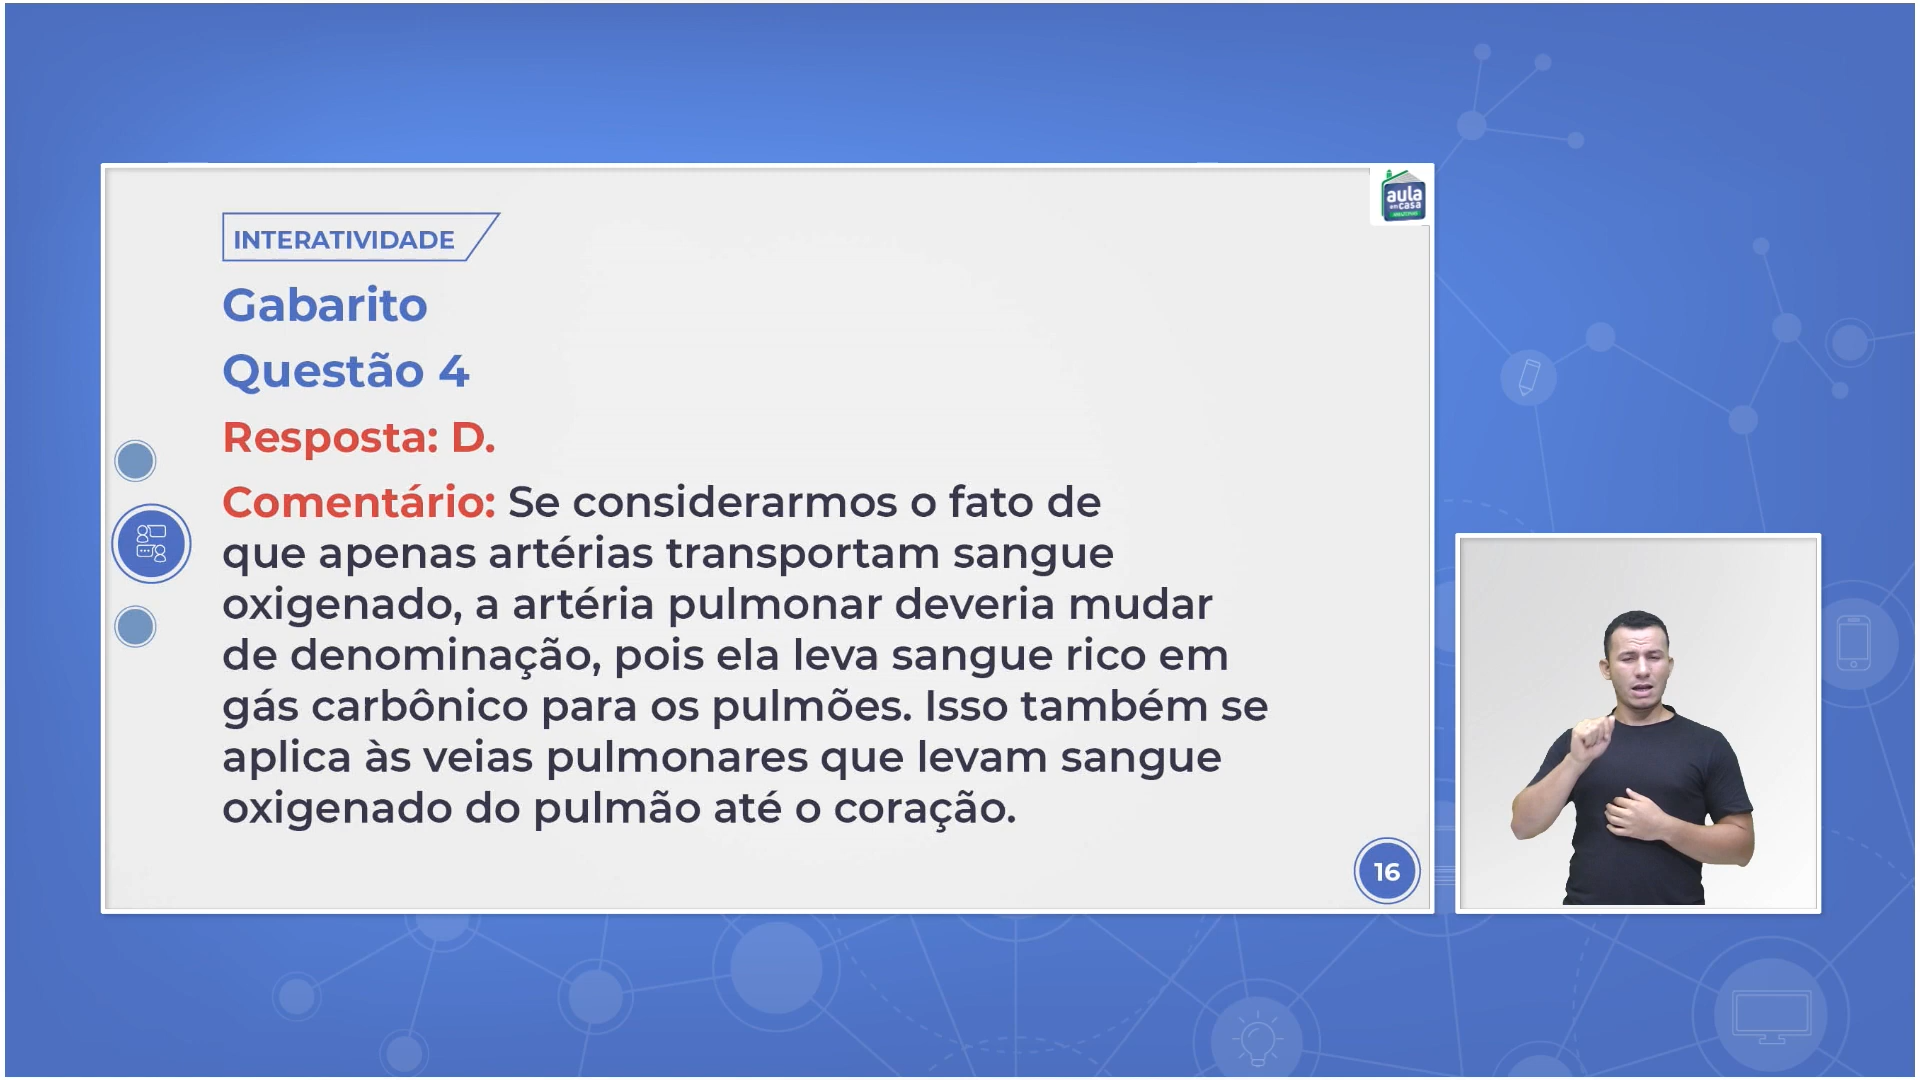 aula
em casa
INTERATIVIDADE
Gabarito
Questão 4
Resposta: D.
Comentário: Se considerarmos o fato de
que apenas artérias transportam sangue
oxigenado, a artéria pulmonar deveria mudar
de denominação, pois ela leva sangue rico em
gás carbônico para os pulmões. Isso também se
aplica às veias pulmonares que levam sangue
oxigenado do pulmão até o coração.
16